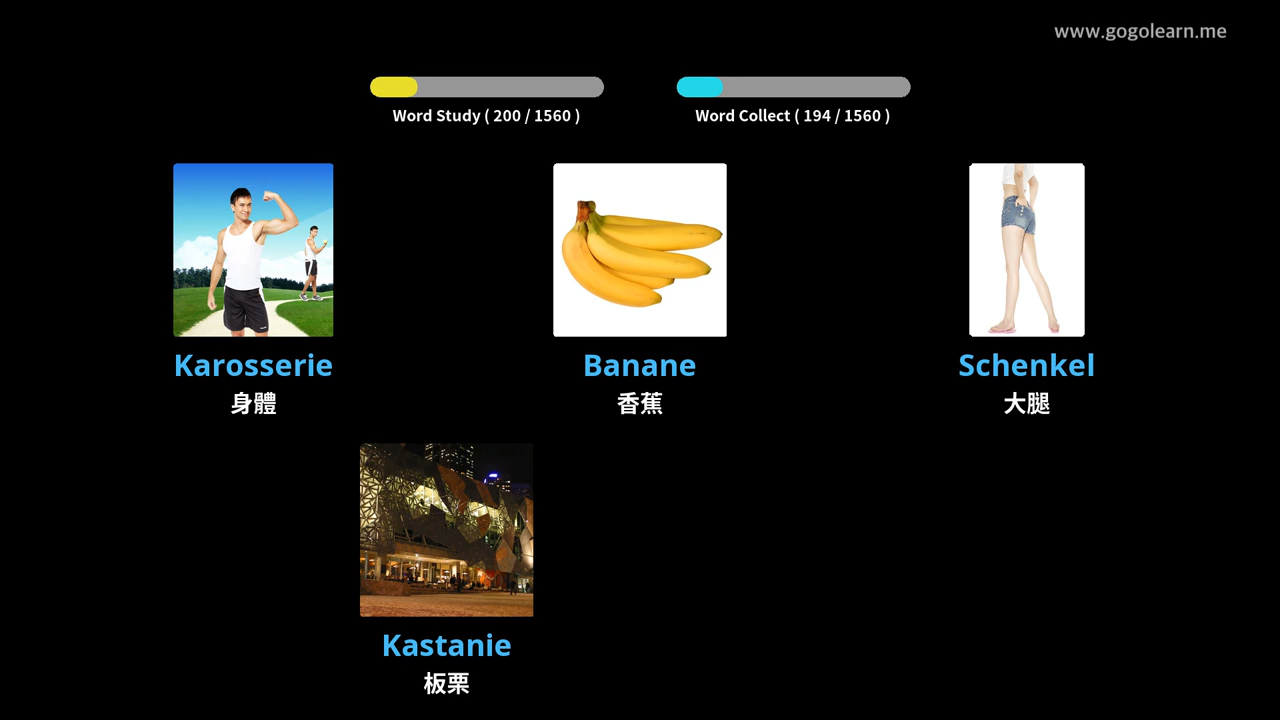 www.gogolearn.me
Word Study ( 200 / 1560 )
Word Collect ( 194 / 1560 )
Karosserie
身體
Banane
香蕉
Schenkel
大腿
Kastanie
板栗